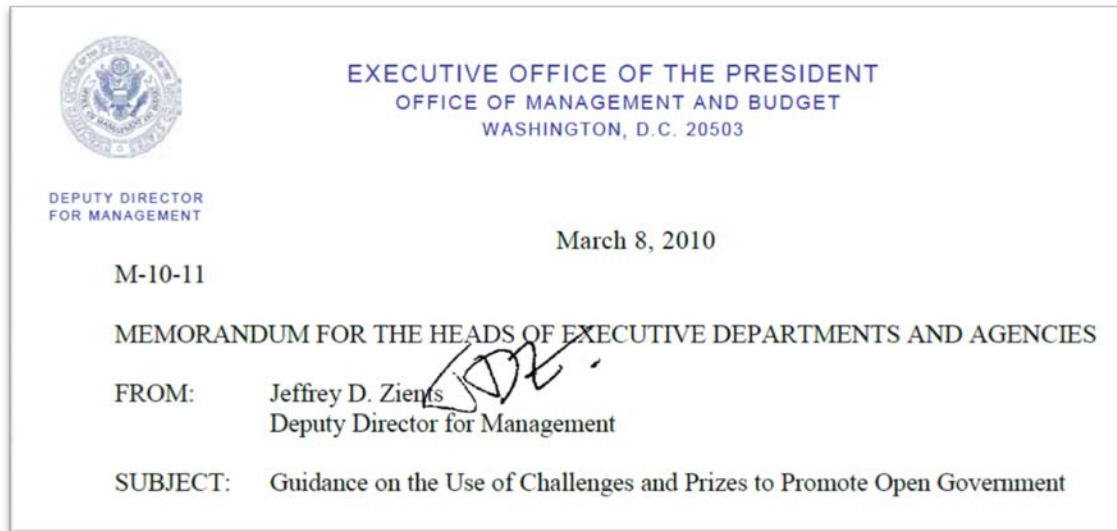 EXECUTIVE OFFICE OF THE PRESIDENT
OFFICE OF MANAGEMENT AND BUDGET
WASHINGTON, D.C. 20503
DEPUTY DIRECTOR
FOR MANAGEMENT
March 8, 2010
M-10-11
MEMORANDUM FOR THE HEADS OF EXECUTIVE DEPARTMENTS AND AGENCIES
FROM: Jeffrey D. Zients
JDZ.
Deputy Director for Management
SUBJECT: Guidance on the Use of Challenges and Prizes to Promote Open Government